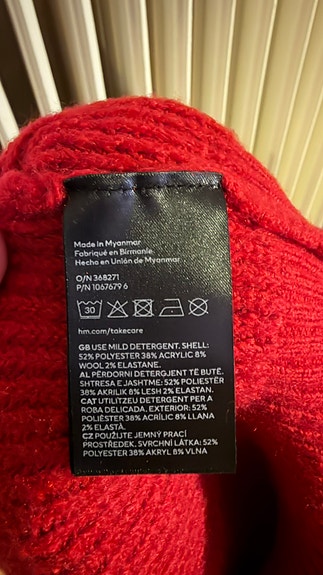 Made in Myanmar
Fabriqué en Birmanie
Hecho en Unión de Myanmar
O/N 368271
P/N 1067679 6
30
hm.com/takecare
GB USE MILD DETERGENT. SHELL:
52% POLYESTER 38% ACRYLIC 8%
WOOL 2% ELASTANE.
AL PËRDORNI DETERGJENT TË BUTË.
SHTRESA E JASHTME: 52% POLIESTËR
38% AKRILIK 8% LESH 2% ELASTAN.
CAT UTILITZEU DETERGENT PER A
ROBA DELICADA. EXTERIOR: 52%
POLIÈSTER 38% ACRÍLIC 8% LLANA
2% ELASTÀ.
CZ POUŽIJTE JEMNÝ PRACÍ
PROSTŘEDEK. SVRCHNÍ LÁTKA: 52%
POLYESTER 38% AKRYL 8% VLNA